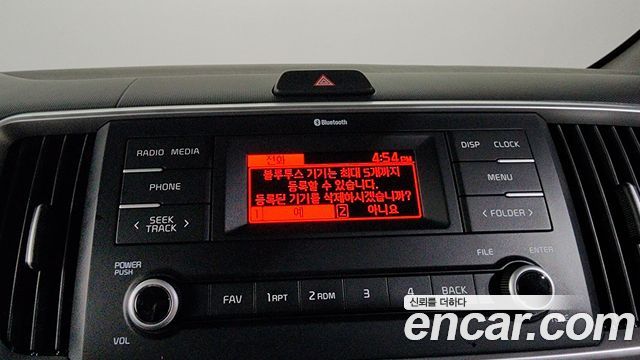 Bluetooth
RADIO MEDIA
PHONE
< SEEK
TRACK >
전화 4:54 PM
블루투스 기기는 최대 5개까지
등록할 수 있습니다.
등록된 기기를 삭제하시겠습니까?
1 예 2 아니요
DISP CLOCK
MENU
< FOLDER >
POWER
PUSH
VOL
FAV 1 RPT 2 RDM 3 4 BACK
FILE ENTER
신뢰를 더하다
encar.com